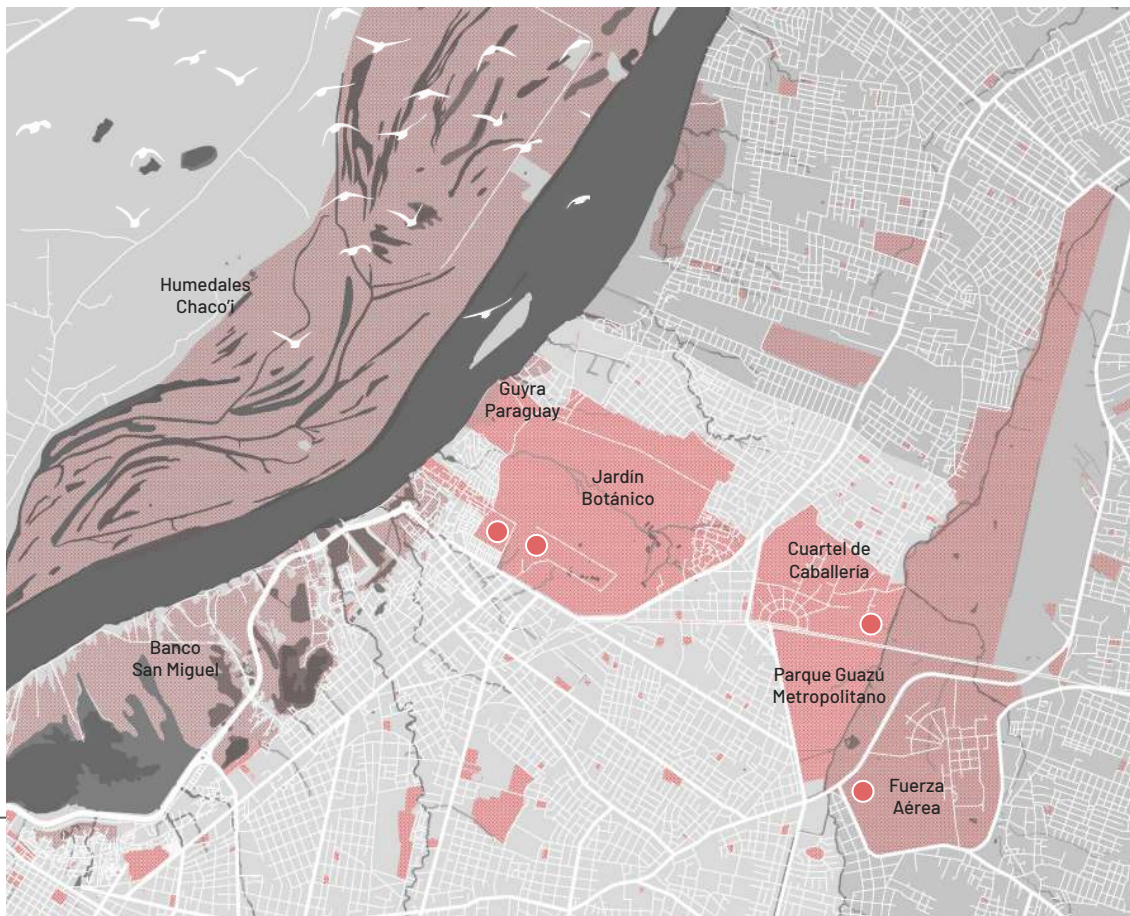 Humedales
Chaco'i
Guyra
Paraguay
Jardín
Botánico
Cuartel de
Caballería
Banco
San Miguel
Parque Guazú
Metropolitano
Fuerza
Aérea